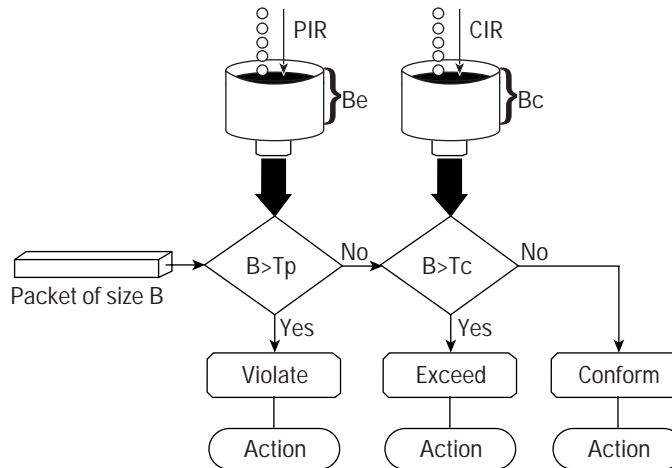 PIR
CIR
Be
Bc
B>Tp
No
B>Tc
No
Packet of size B
Yes
Yes
Violate
Exceed
Conform
Action
Action
Action